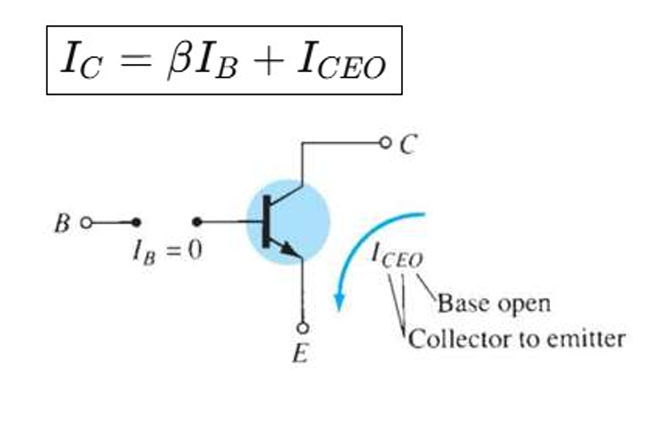 I_C = βI_B + I_CEO
C
B
I_B = 0
I_CEO
Base open
Collector to emitter
E